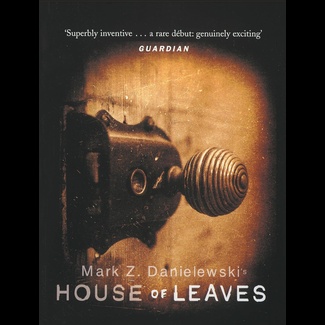 ‘Superbly inventive . . . a rare début: genuinely exciting’
GUARDIAN
Mark Z. Danielewski's
HOUSE OF LEAVES